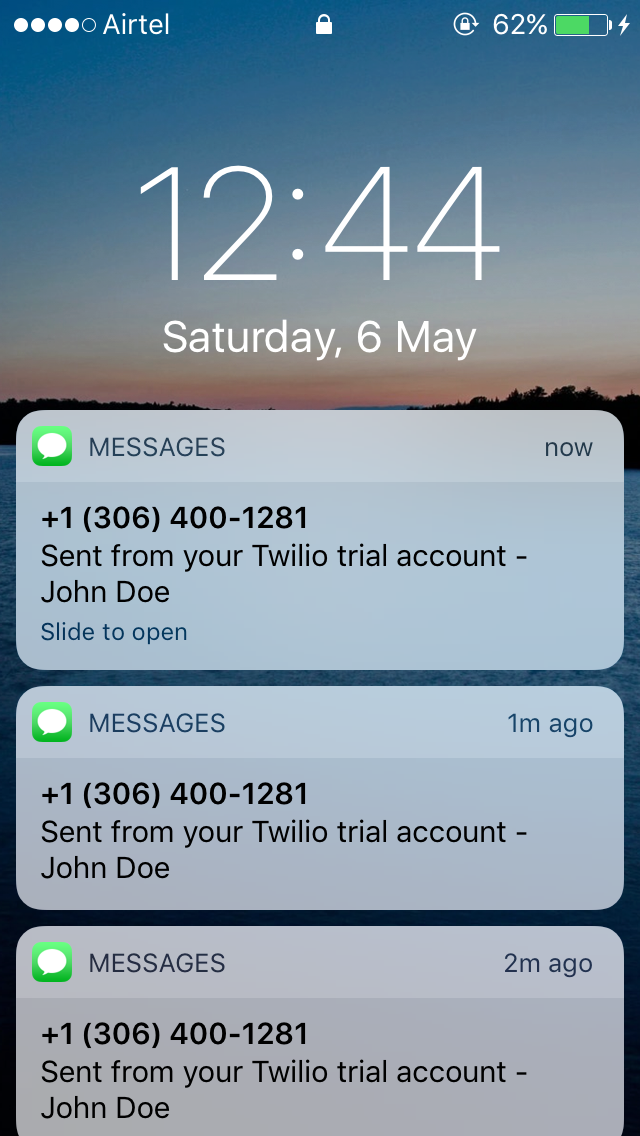 Airtel 62%
12:44
Saturday, 6 May
MESSAGES now
+1 (306) 400-1281
Sent from your Twilio trial account -
John Doe
Slide to open
MESSAGES 1m ago
+1 (306) 400-1281
Sent from your Twilio trial account -
John Doe
MESSAGES 2m ago
+1 (306) 400-1281
Sent from your Twilio trial account -
John Doe